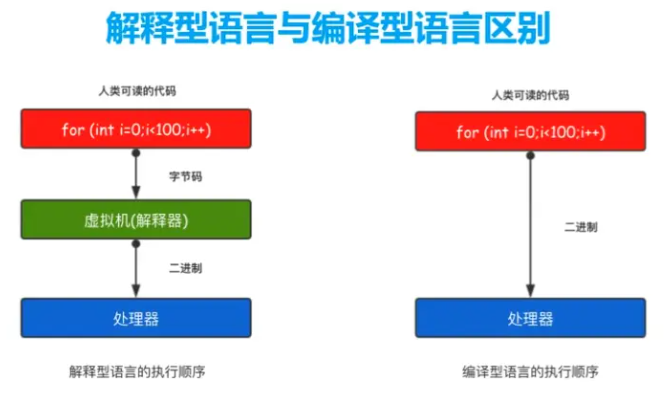 解释型语言与编译型语言区别
人类可读的代码
for (int i=0;i<100;i++)
字节码
虚拟机(解释器)
二进制
处理器
解释型语言的执行顺序
人类可读的代码
for (int i=0;i<100;i++)
二进制
处理器
编译型语言的执行顺序